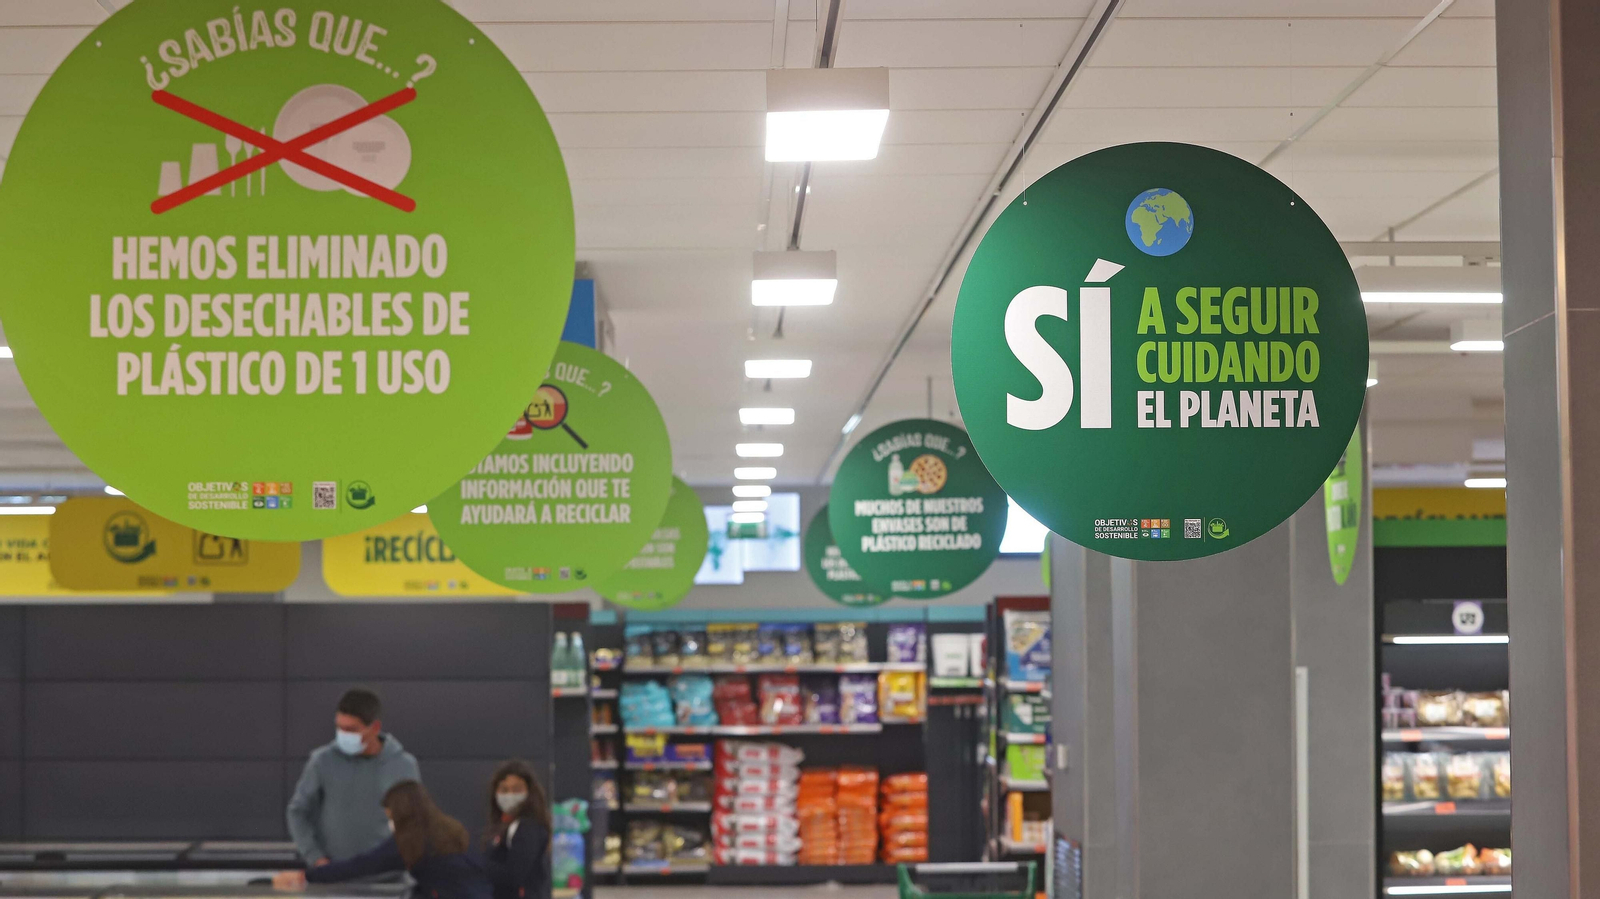 ¿SABÍAS QUE...?
HEMOS ELIMINADO
LOS DESECHABLES DE
PLÁSTICO DE 1 USO
OBJETIVOS
DE DESARROLLO
SOSTENIBLE
QUE...?
INCLUYENDO
INFORMACIÓN QUE TE
AYUDARÁ A RECICLAR
¡RECICL
¿SABÍAS QUE...?
MUCHOS DE NUESTROS
ENVASES SON DE
PLÁSTICO RECICLADO
SÍ
A SEGUIR
CUIDANDO
EL PLANETA
OBJETIVOS
DE DESARROLLO
SOSTENIBLE